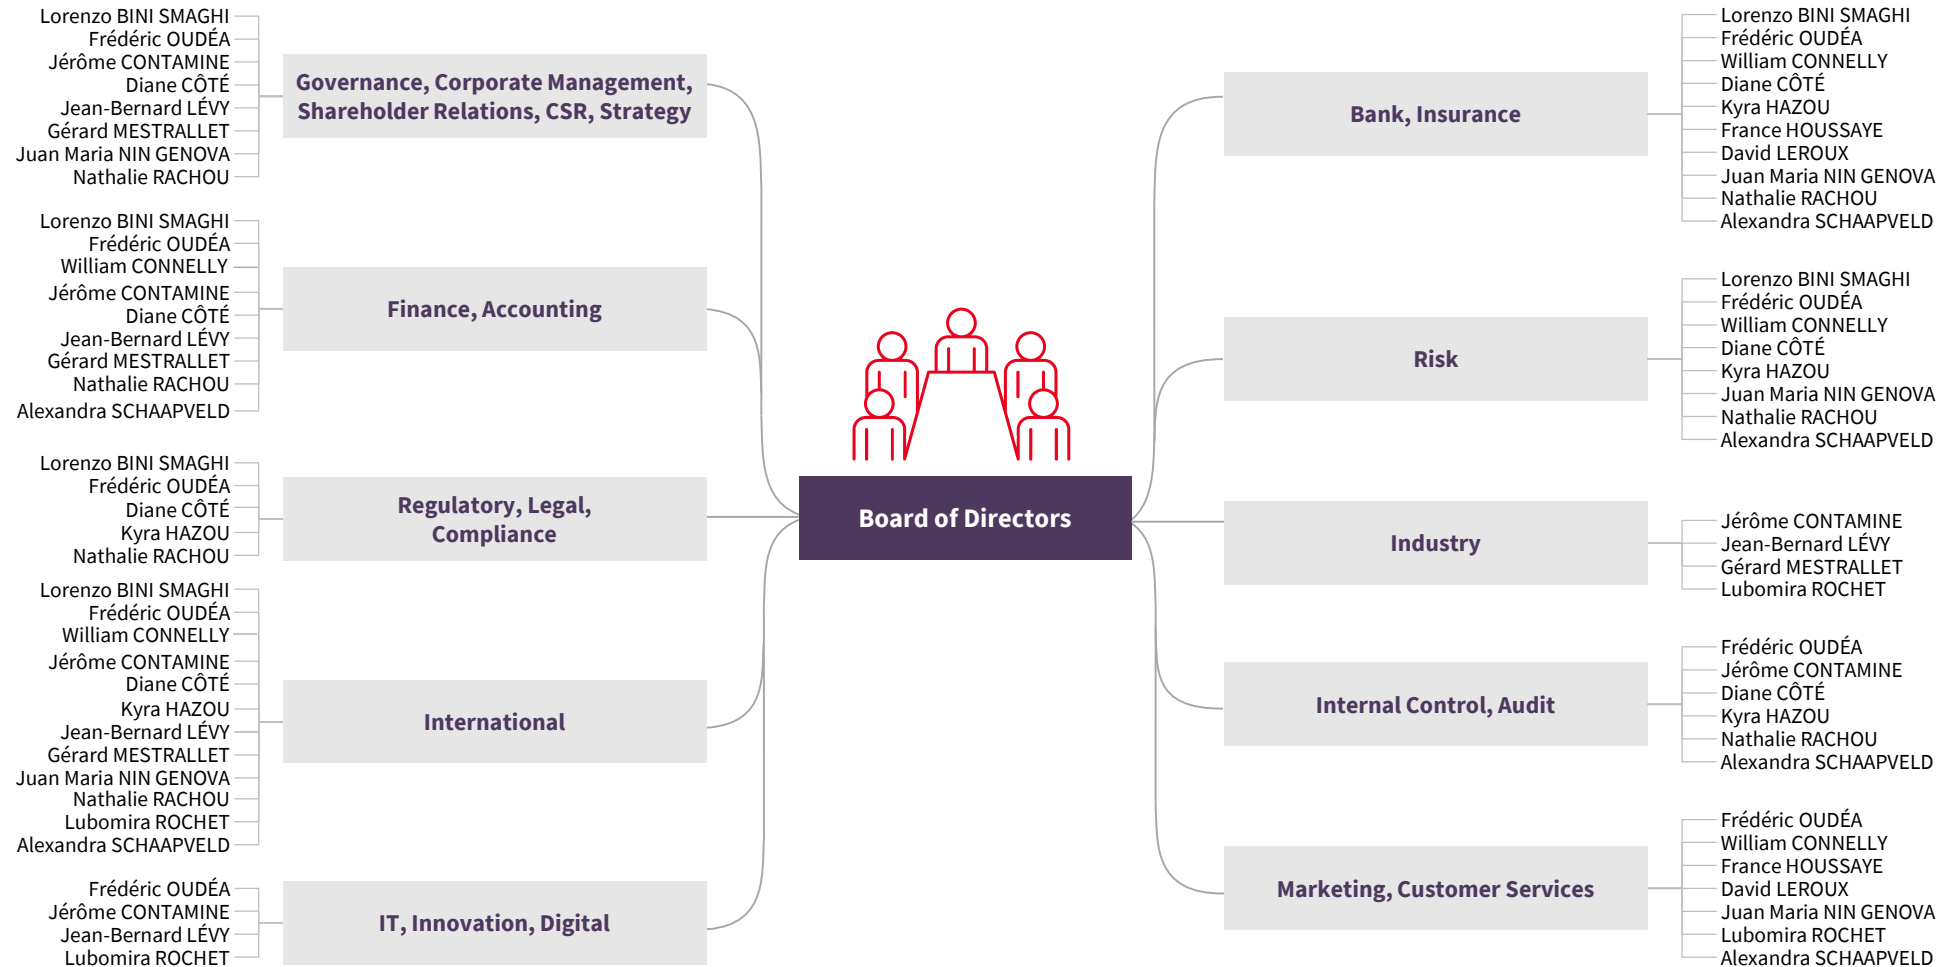 Lorenzo BINI SMAGHI
Frédéric OUDÉA
Jérôme CONTAMINE
Diane CÔTÉ
Jean-Bernard LÉVY
Gérard MESTRALLET
Juan Maria NIN GENOVA
Nathalie RACHOU
Governance, Corporate Management,
Shareholder Relations, CSR, Strategy
Lorenzo BINI SMAGHI
Frédéric OUDÉA
William CONNELLY
Jérôme CONTAMINE
Diane CÔTÉ
Jean-Bernard LÉVY
Gérard MESTRALLET
Nathalie RACHOU
Alexandra SCHAAPVELD
Finance, Accounting
Lorenzo BINI SMAGHI
Frédéric OUDÉA
Diane CÔTÉ
Kyra HAZOU
Nathalie RACHOU
Regulatory, Legal,
Compliance
Lorenzo BINI SMAGHI
Frédéric OUDÉA
William CONNELLY
Jérôme CONTAMINE
Diane CÔTÉ
Kyra HAZOU
Jean-Bernard LÉVY
Gérard MESTRALLET
Juan Maria NIN GENOVA
Nathalie RACHOU
Lubomira ROCHET
Alexandra SCHAAPVELD
International
Frédéric OUDÉA
Jérôme CONTAMINE
Jean-Bernard LÉVY
Lubomira ROCHET
IT, Innovation, Digital
Board of Directors
Bank, Insurance
Lorenzo BINI SMAGHI
Frédéric OUDÉA
William CONNELLY
Diane CÔTÉ
Kyra HAZOU
France HOUSSAYE
David LEROUX
Juan Maria NIN GENOVA
Nathalie RACHOU
Alexandra SCHAAPVELD
Risk
Lorenzo BINI SMAGHI
Frédéric OUDÉA
William CONNELLY
Diane CÔTÉ
Kyra HAZOU
Juan Maria NIN GENOVA
Nathalie RACHOU
Alexandra SCHAAPVELD
Industry
Jérôme CONTAMINE
Jean-Bernard LÉVY
Gérard MESTRALLET
Lubomira ROCHET
Internal Control, Audit
Frédéric OUDÉA
Jérôme CONTAMINE
Diane CÔTÉ
Kyra HAZOU
Nathalie RACHOU
Alexandra SCHAAPVELD
Marketing, Customer Services
Frédéric OUDÉA
William CONNELLY
France HOUSSAYE
David LEROUX
Juan Maria NIN GENOVA
Lubomira ROCHET
Alexandra SCHAAPVELD